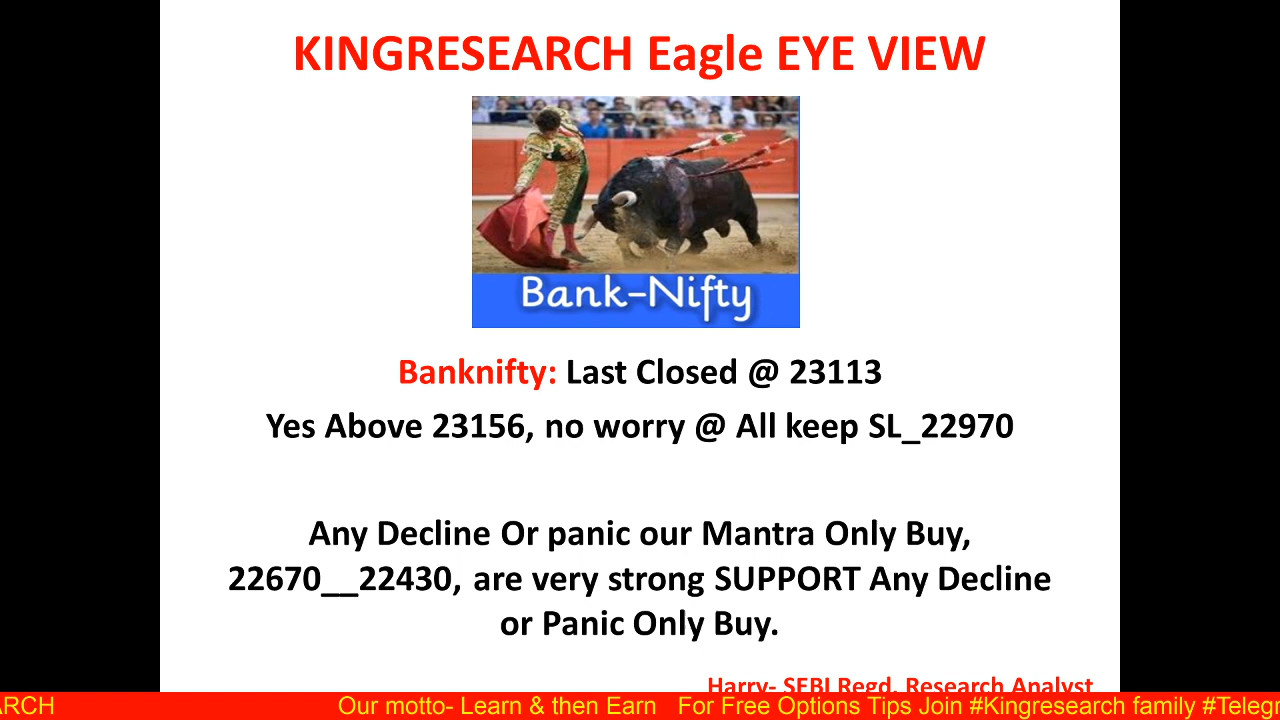 KINGRESEARCH Eagle EYE VIEW
Bank-Nifty
Banknifty: Last Closed @ 23113
Yes Above 23156, no worry @ All keep SL_22970
Any Decline Or panic our Mantra Only Buy,
22670__22430, are very strong SUPPORT Any Decline
or Panic Only Buy.
Harry- SEBI Regd. Research Analyst
ARCH Our motto- Learn & then Earn For Free Options Tips Join #Kingresearch family #Telegr